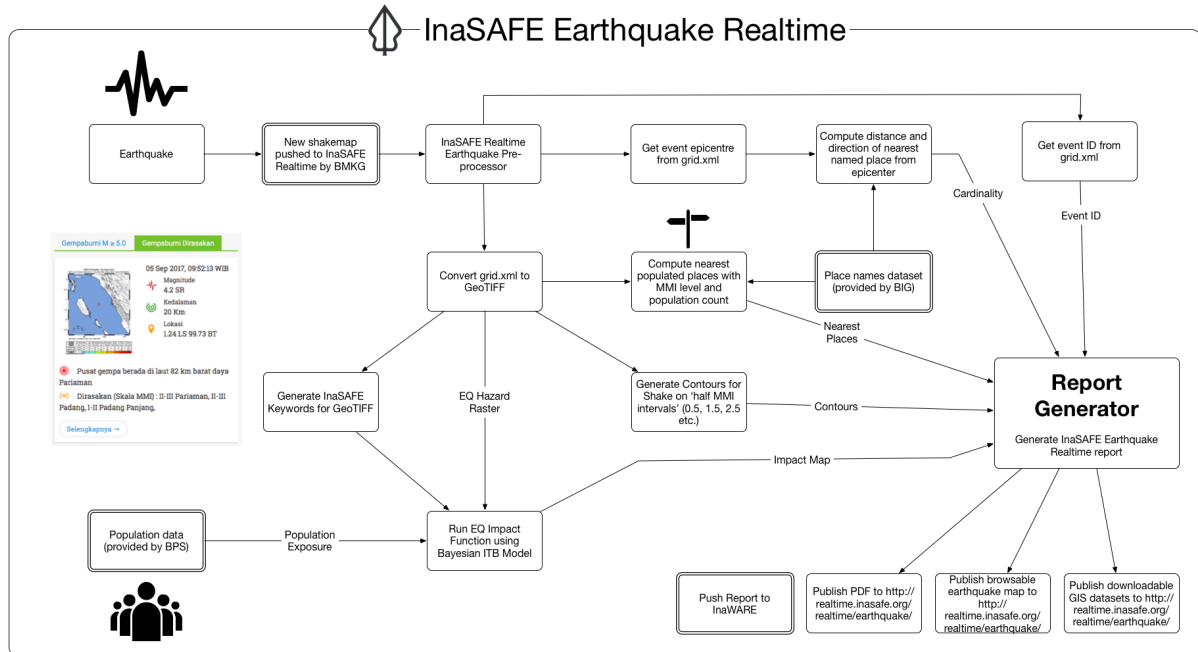 InaSAFE Earthquake Realtime
Earthquake
New shakemap
pushed to InaSAFE
Realtime by BMKG
InaSAFE Realtime
Earthquake Pre-
processor
Get event epicentre
from grid.xml
Compute distance and
direction of nearest
named place from
epicenter
Get event ID from
grid.xml
Cardinality
Event ID
Gempabumi M ≥ 5.0
Gempabumi Dirasakan
05 Sep 2017, 09:52:13 WIB
Magnitude
4.2 SR
Kedalaman
20 Km
Lokasi
1.24 LS 99.73 BT
Pusat gempa berada di laut 82 km barat daya
Pariaman
Dirasakan (Skala MMI) : II-III Pariaman, II-III
Padang, I-II Padang Panjang,
Selengkapnya →
Convert grid.xml to
GeoTIFF
Compute nearest
populated places with
MMI level and
population count
Place names dataset
(provided by BIG)
Nearest
Places
Generate InaSAFE
Keywords for GeoTIFF
EQ Hazard
Raster
Generate Contours for
Shake on 'half MMI
intervals' (0.5, 1.5, 2.5
etc.)
Contours
Report
Generator
Generate InaSAFE Earthquake
Realtime report
Impact Map
Population data
(provided by BPS)
Population
Exposure
Run EQ Impact
Function using
Bayesian ITB Model
Push Report to
InaWARE
Publish PDF to http://
realtime.inasafe.org/
realtime/earthquake/
Publish browsable
earthquake map to
http://
realtime.inasafe.org/
realtime/earthquake/
Publish downloadable
GIS datasets to http://
realtime.inasafe.org/
realtime/earthquake/